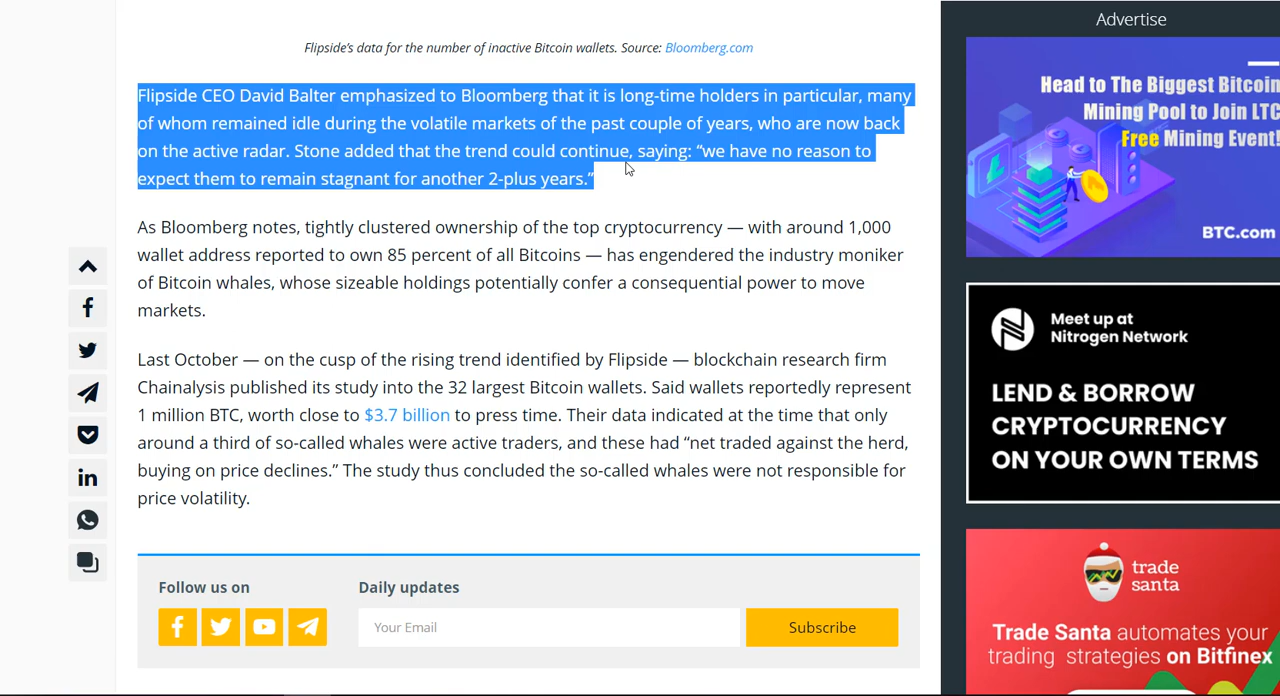 Flipside's data for the number of inactive Bitcoin wallets. Source: Bloomberg.com
Flipside CEO David Balter emphasized to Bloomberg that it is long-time holders in particular, many
of whom remained idle during the volatile markets of the past couple of years, who are now back
on the active radar. Stone added that the trend could continue, saying: “we have no reason to
expect them to remain stagnant for another 2-plus years.”
As Bloomberg notes, tightly clustered ownership of the top cryptocurrency — with around 1,000
wallet address reported to own 85 percent of all Bitcoins — has engendered the industry moniker
of Bitcoin whales, whose sizeable holdings potentially confer a consequential power to move
markets.
Last October — on the cusp of the rising trend identified by Flipside — blockchain research firm
Chainalysis published its study into the 32 largest Bitcoin wallets. Said wallets reportedly represent
1 million BTC, worth close to $3.7 billion to press time. Their data indicated at the time that only
around a third of so-called whales were active traders, and these had “net traded against the herd,
buying on price declines.” The study thus concluded the so-called whales were not responsible for
price volatility.
Follow us on
Daily updates
Your Email
Subscribe
Advertise
Head to The Biggest Bitcoin
Mining Pool to Join LTC
Free Mining Event!
BTC.com
Meet up at
Nitrogen Network
LEND & BORROW
CRYPTOCURRENCY
ON YOUR OWN TERMS
trade
santa
Trade Santa automates your
trading strategies on Bitfinex